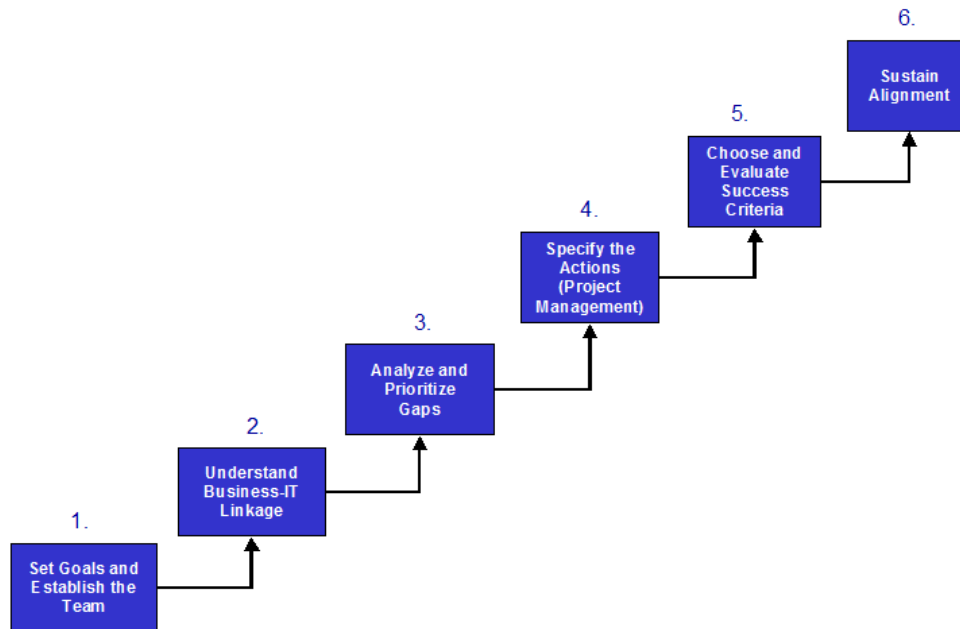 1.
Set Goals and
Establish the
Team
2.
Understand
Business-IT
Linkage
3.
Analyze and
Prioritize
Gaps
4.
Specify the
Actions
(Project
Management)
5.
Choose and
Evaluate
Success
Criteria
6.
Sustain
Alignment